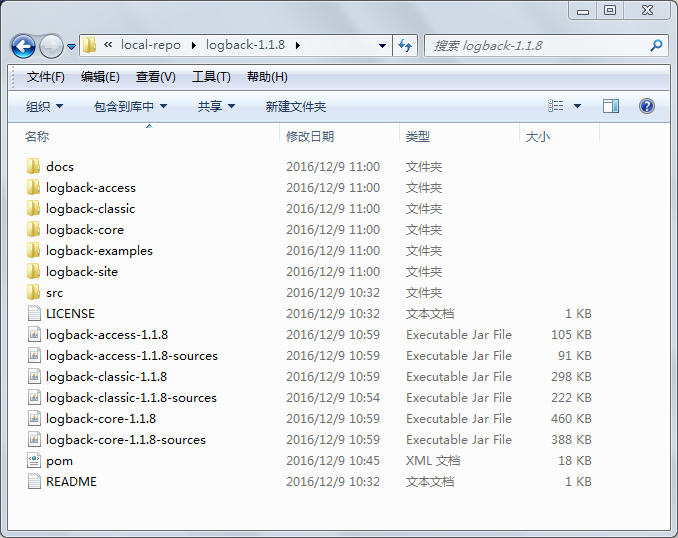 « local-repo ▸ logback-1.1.8 ▸ 搜索 logback-1.1.8
文件(F) 编辑(E) 查看(V) 工具(T) 帮助(H)
组织 包含到库中 共享 新建文件夹
名称 修改日期 类型 大小
docs 2016/12/9 11:00 文件夹
logback-access 2016/12/9 11:00 文件夹
logback-classic 2016/12/9 11:00 文件夹
logback-core 2016/12/9 11:00 文件夹
logback-examples 2016/12/9 11:00 文件夹
logback-site 2016/12/9 11:00 文件夹
src 2016/12/9 10:32 文件夹
LICENSE 2016/12/9 10:32 文本文档 1 KB
logback-access-1.1.8 2016/12/9 10:59 Executable Jar File 105 KB
logback-access-1.1.8-sources 2016/12/9 10:59 Executable Jar File 91 KB
logback-classic-1.1.8 2016/12/9 10:59 Executable Jar File 298 KB
logback-classic-1.1.8-sources 2016/12/9 10:54 Executable Jar File 222 KB
logback-core-1.1.8 2016/12/9 10:59 Executable Jar File 460 KB
logback-core-1.1.8-sources 2016/12/9 10:59 Executable Jar File 388 KB
pom 2016/12/9 10:45 XML 文档 18 KB
README 2016/12/9 10:32 文本文档 1 KB